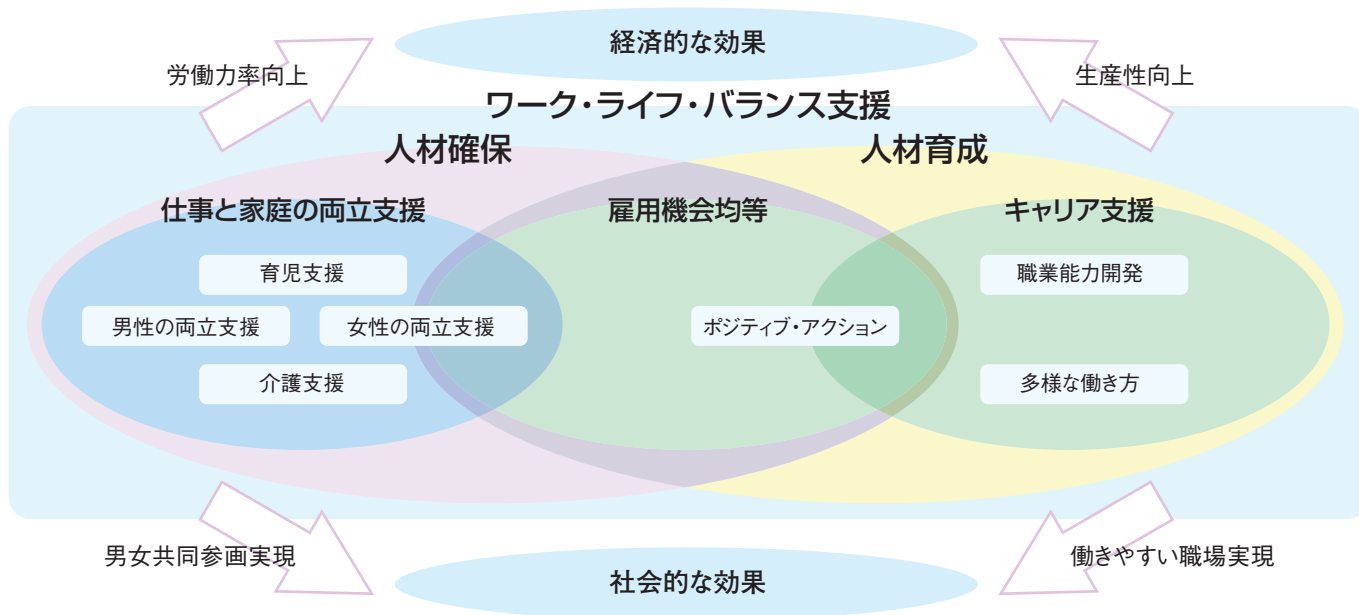 経済的な効果
労働力率向上
生産性向上
ワーク・ライフ・バランス支援
人材確保
人材育成
仕事と家庭の両立支援
雇用機会均等
キャリア支援
育児支援
職業能力開発
男性の両立支援
女性の両立支援
ポジティブ・アクション
介護支援
多様な働き方
男女共同参画実現
働きやすい職場実現
社会的な効果